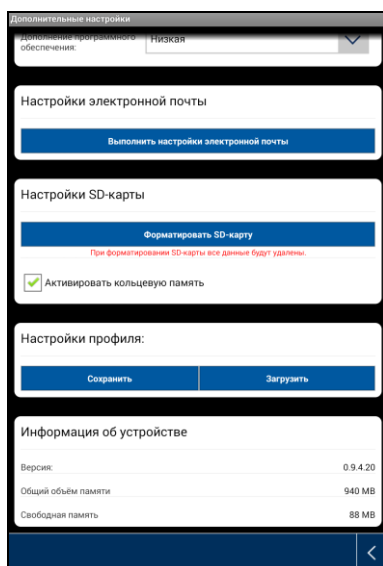 Дополнительные настройки
Дополнение программного
обеспечения:
Низкая
Настройки электронной почты
Выполнить настройки электронной почты
Настройки SD-карты
Форматировать SD-карту
При форматировании SD-карты все данные будут удалены.
Активировать кольцевую память
Настройки профиля:
Сохранить
Загрузить
Информация об устройстве
Версия: 0.9.4.20
Общий объём памяти 940 MB
Свободная память 88 MB